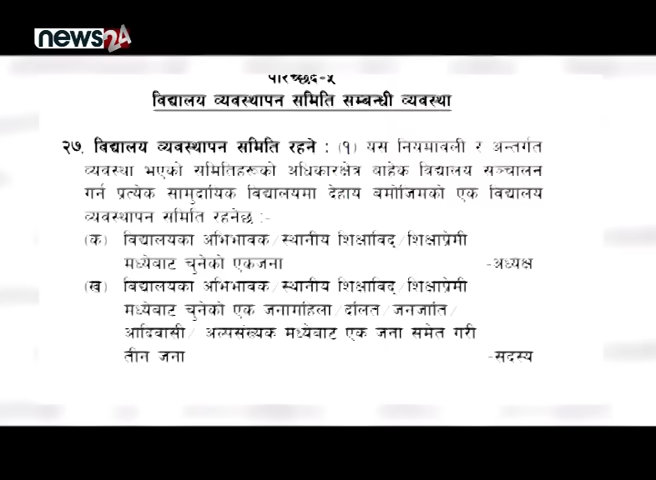 news24
परिच्छेद-५
विद्यालय व्यवस्थापन समिति सम्बन्धी व्यवस्था
२७. विद्यालय व्यवस्थापन समिति रहने : (१) यस नियमावली र अन्तर्गत
व्यवस्था भएको समितिहरूको अधिकारक्षेत्र बाहेक विद्यालय सञ्चालन
गर्न प्रत्येक सामुदायिक विद्यालयमा देहाय बमोजिमको एक विद्यालय
व्यवस्थापन समिति रहनेछ :-
(क) विद्यालयका अभिभावक/स्थानीय शिक्षाविद्/शिक्षाप्रेमी
मध्येबाट चुनेको एकजना -अध्यक्ष
(ख) विद्यालयका अभिभावक/स्थानीय शिक्षाविद्/शिक्षाप्रेमी
मध्येबाट चुनेको एक जनामहिला/दलित/जनजाति/
आदिवासी/ अल्पसंख्यक मध्येबाट एक जना समेत गरी
तीन जना -सदस्य